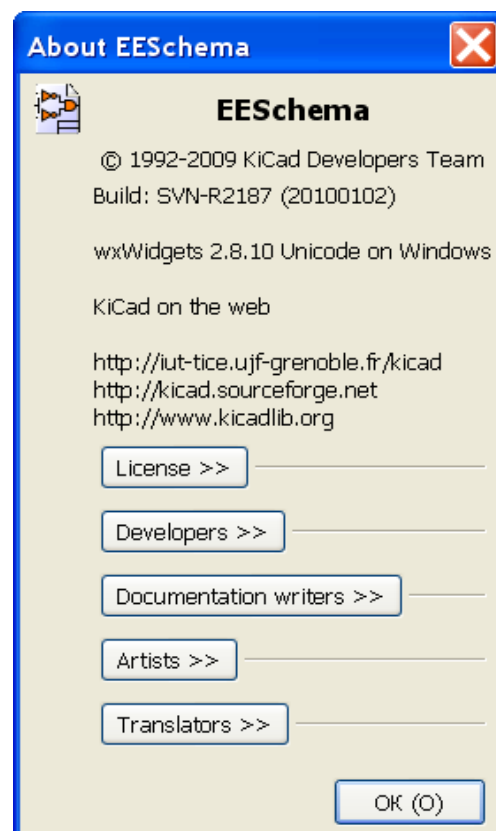 About EESchema
EESchema
© 1992-2009 KiCad Developers Team
Build: SVN-R2187 (20100102)
wxWidgets 2.8.10 Unicode on Windows
KiCad on the web
http://iut-tice.ujf-grenoble.fr/kicad
http://kicad.sourceforge.net
http://www.kicadlib.org
License >>
Developers >>
Documentation writers >>
Artists >>
Translators >>
OK (O)